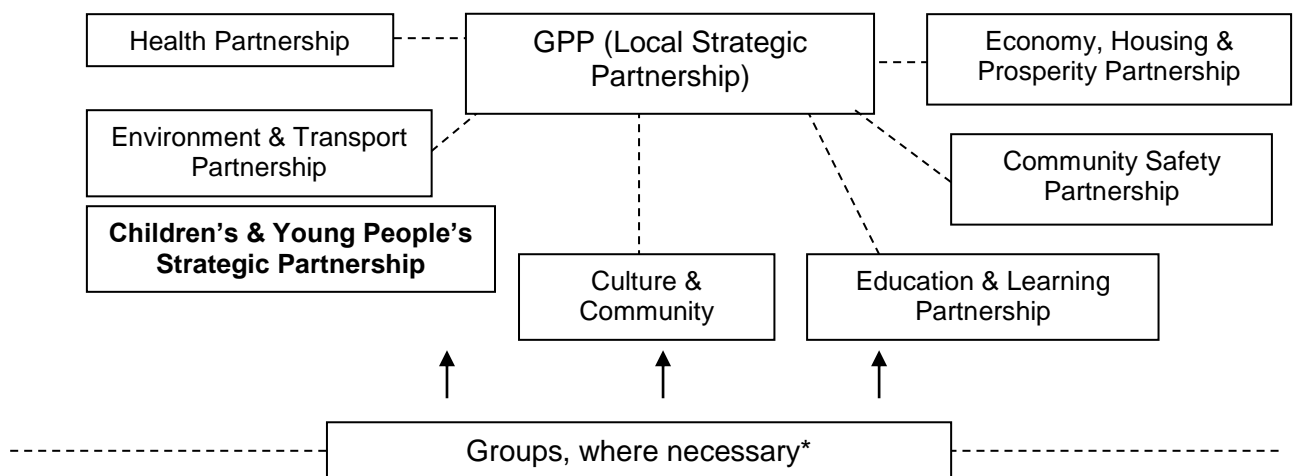 Health Partnership
GPP (Local Strategic
Partnership)
Economy, Housing &
Prosperity Partnership
Environment & Transport
Partnership
Community Safety
Partnership
Children’s & Young People’s
Strategic Partnership
Culture &
Community
Education & Learning
Partnership
Groups, where necessary*